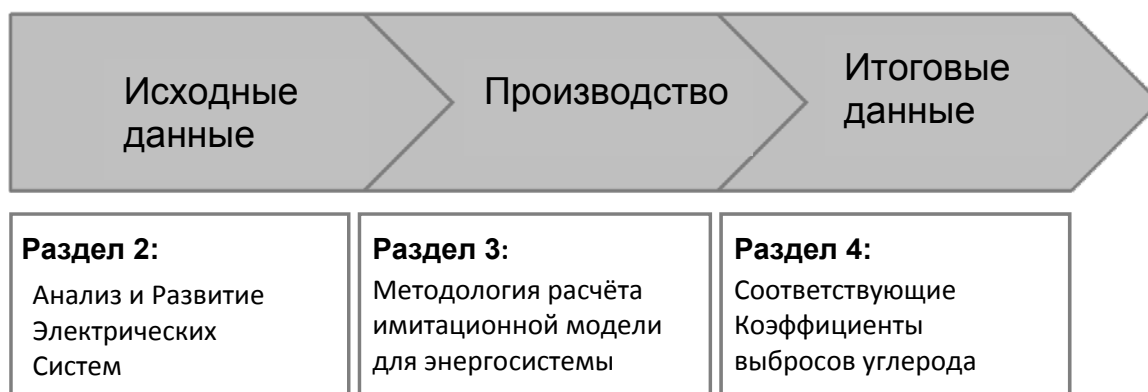 Исходные
данные
Производство
Итоговые
данные
Раздел 2:
Анализ и Развитие
Электрических
Систем
Раздел 3:
Методология расчёта
имитационной модели
для энергосистемы
Раздел 4:
Соответствующие
Коэффициенты
выбросов углерода